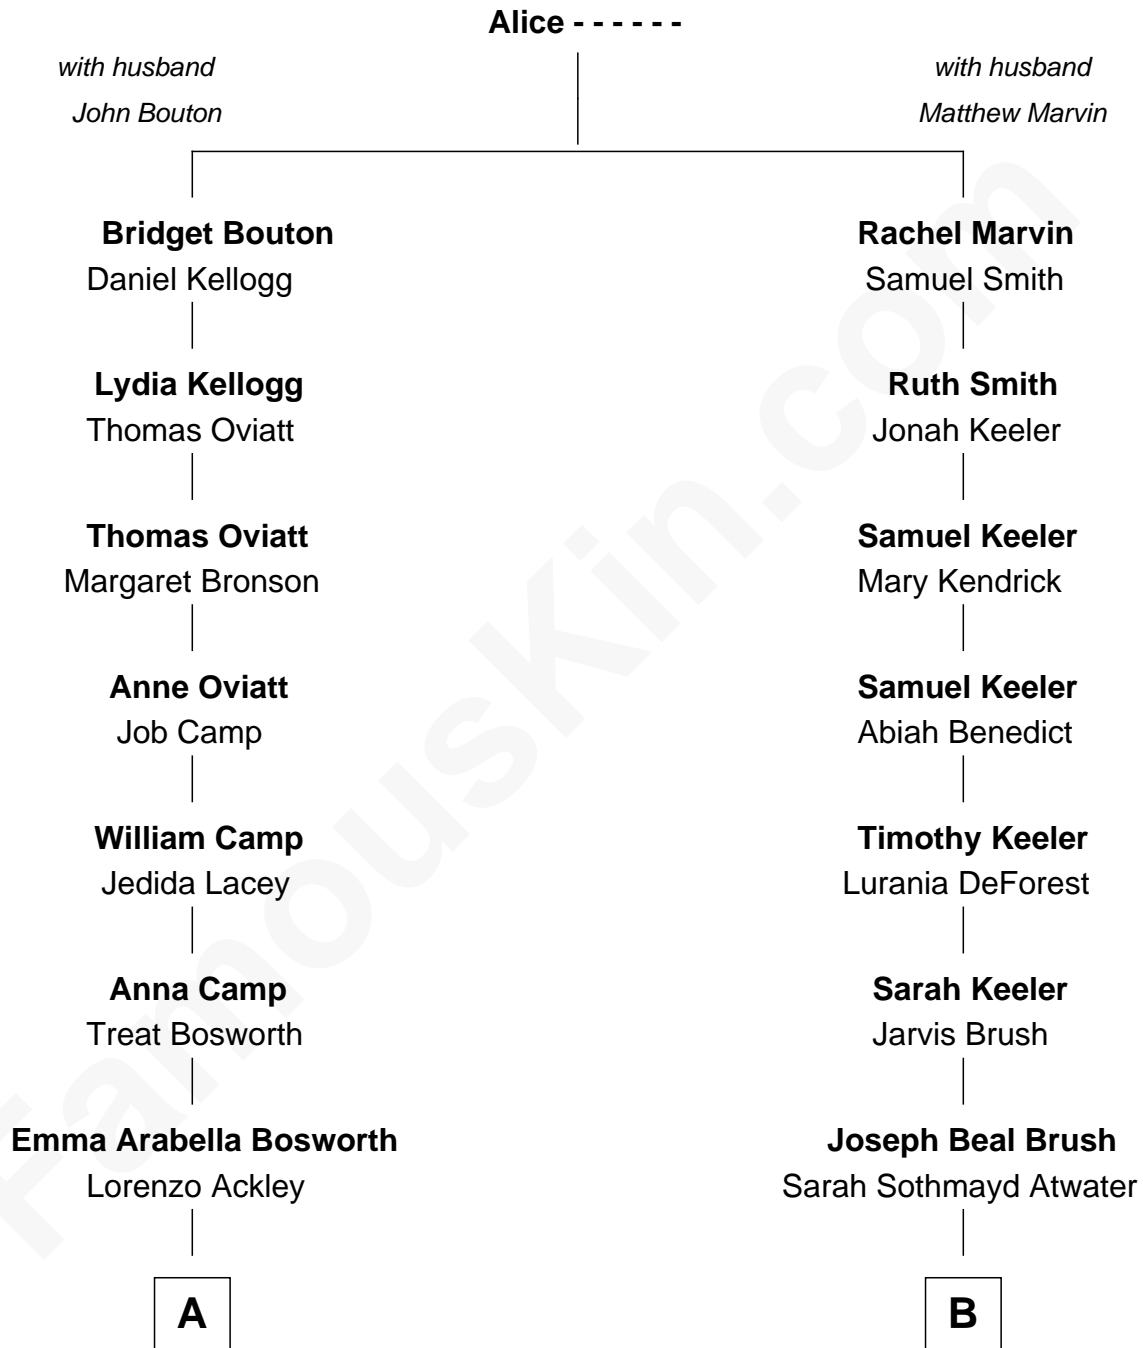 Alice - - - - - -
with husband
John Bouton
with husband
Matthew Marvin
Bridget Bouton
Daniel Kellogg
Rachel Marvin
Samuel Smith
Lydia Kellogg
Thomas Oviatt
Ruth Smith
Jonah Keeler
Thomas Oviatt
Margaret Bronson
Samuel Keeler
Mary Kendrick
Anne Oviatt
Job Camp
Samuel Keeler
Abiah Benedict
William Camp
Jedida Lacey
Timothy Keeler
Lurania DeForest
Anna Camp
Treat Bosworth
Sarah Keeler
Jarvis Brush
Emma Arabella Bosworth
Lorenzo Ackley
Joseph Beal Brush
Sarah Sothmayd Atwater
A
B
FamousKin.com